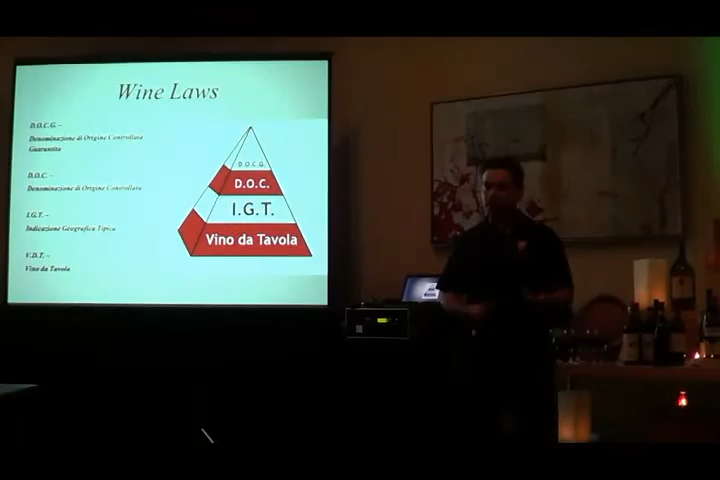 Wine Laws
D.O.C.G. –
Denominazione di Origine Controllata
Guarantita
D.O.C. -
Denominazione di Origine Controllata
I.G.T. –
Indicazione Geografica Tipica
V.D.T. –
Vino da Tavola
D.O.C.G.
D.O.C.
I.G.T.
Vino da Tavola